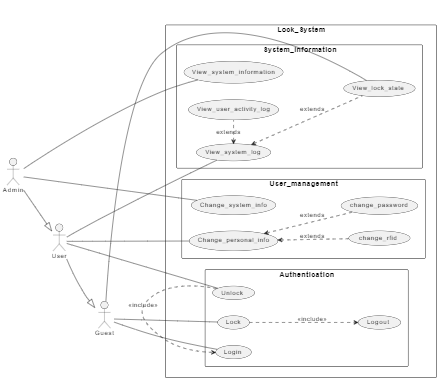 Lock_System
System_Information
View_system_information
View_lock_state
View_user_activity_log
extends
extends
View_system_log
Admin
User_management
Change_system_info
change_password
extends
User
Change_personal_info
extends
change_rfid
Authentication
Unlock
«include»
Guest
Lock
«include»
Logout
Login